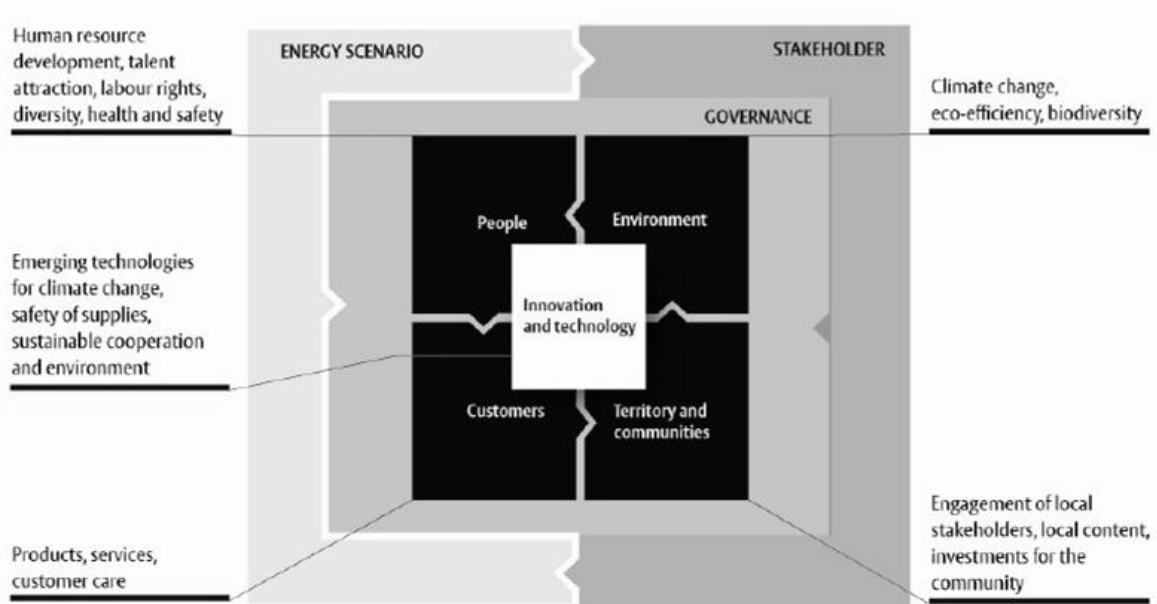 Human resource
development, talent
attraction, labour rights,
diversity, health and safety
ENERGY SCENARIO
STAKEHOLDER
Climate change,
eco-efficiency, biodiversity
GOVERNANCE
People
Environment
Emerging technologies
for climate change,
safety of supplies,
sustainable cooperation
and environment
Innovation
and technology
Customers
Territory and
communities
Products, services,
customer care
Engagement of local
stakeholders, local content,
investments for the
community